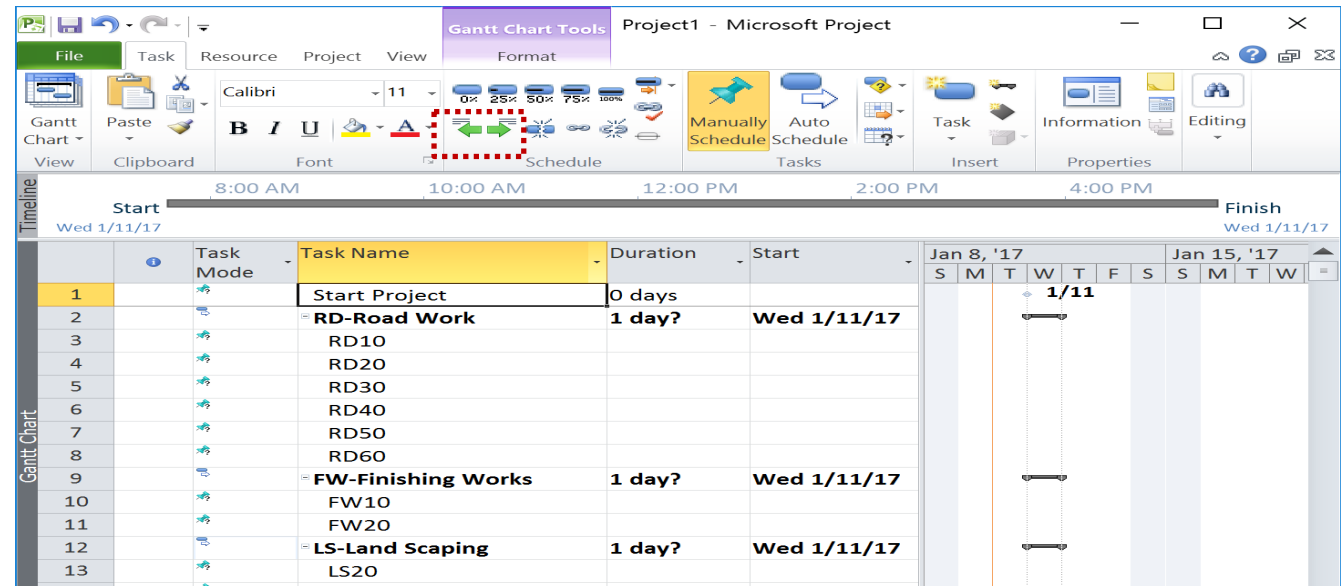 Gantt Chart Tools Project1 - Microsoft Project
File Task Resource Project View Format
Calibri 11
0% 25% 50% 75% 100%
Gantt Chart Paste B I U A Manually Schedule Auto Schedule Task Information Editing
View Clipboard Font Schedule Tasks Insert Properties
Timeline
8:00 AM 10:00 AM 12:00 PM 2:00 PM 4:00 PM
Start Finish
Wed 1/11/17 Wed 1/11/17
Gantt Chart
Task Mode Task Name Duration Start Jan 8, '17 Jan 15, '17
S M T W T F S S M T W
1 Start Project 0 days 1/11
2 RD-Road Work 1 day? Wed 1/11/17
3 RD10
4 RD20
5 RD30
6 RD40
7 RD50
8 RD60
9 FW-Finishing Works 1 day? Wed 1/11/17
10 FW10
11 FW20
12 LS-Land Scaping 1 day? Wed 1/11/17
13 LS20